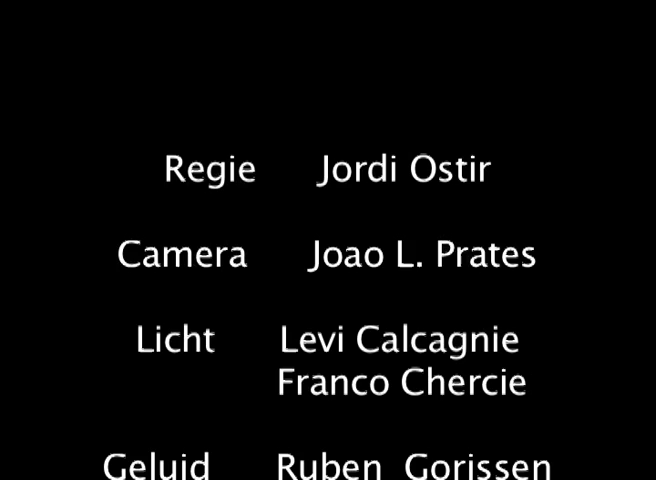 Regie Jordi Ostir
Camera Joao L. Prates
Licht Levi Calcagnie
Franco Chercie
Geluid Ruben Gorissen